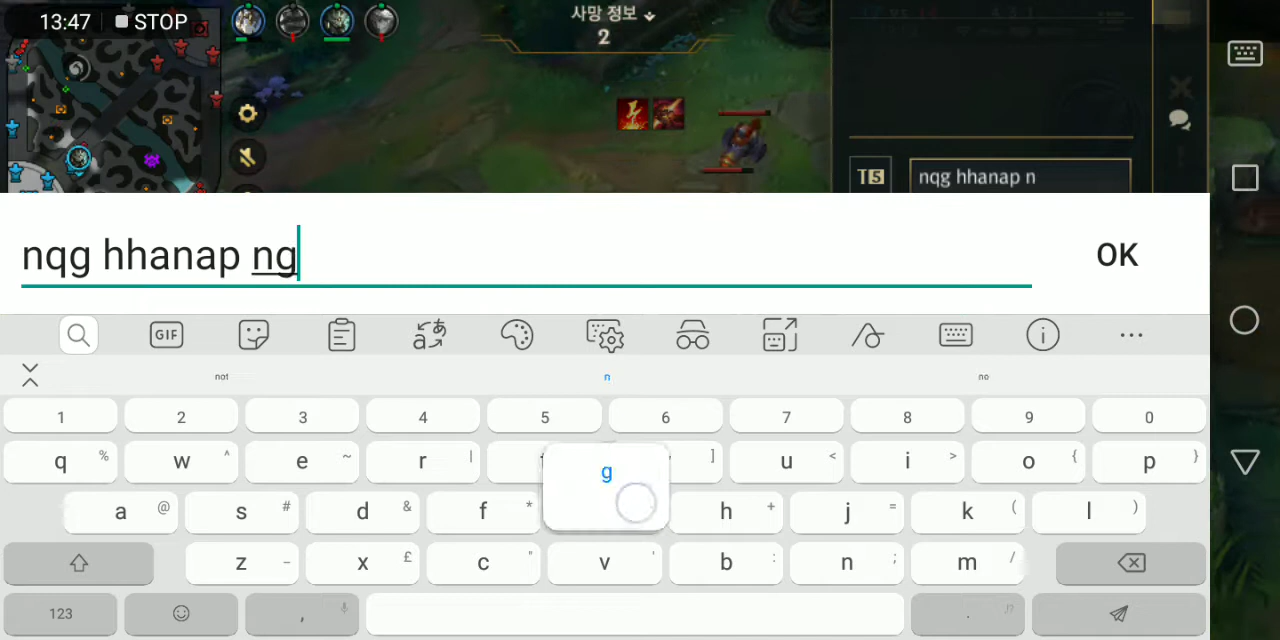 13:47 STOP
사망 정보
2
T 5 nqg hhanap n
nqg hhanap ng
OK
GIF
not n no
1 2 3 4 5 6 7 8 9 0
q % w ^ e ~ r | ] u < i > o { p }
a @ s # d & f * g h + j = k ( l )
z – x £ c " v ' b : n ; m /
123 , . !?